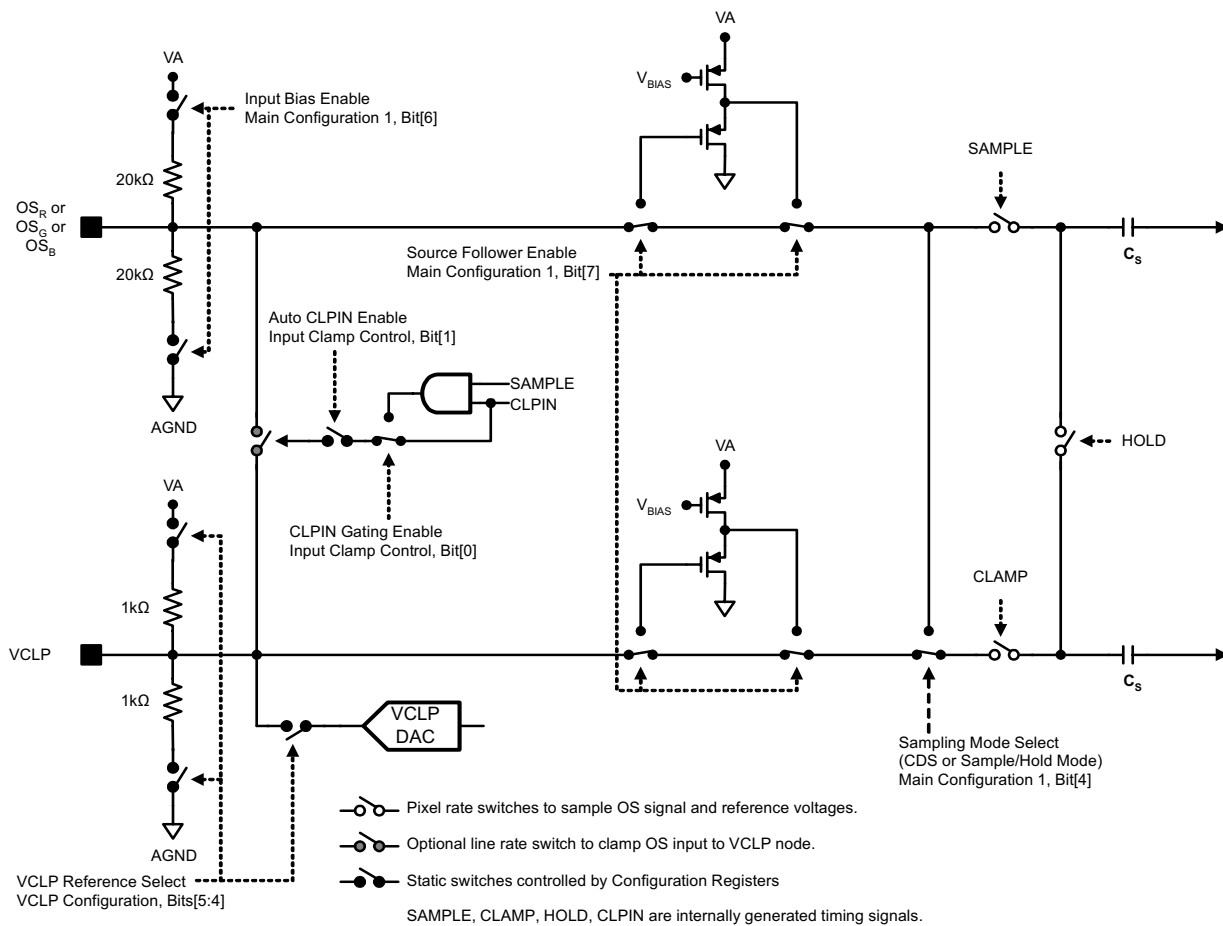 VA
VA
Input Bias Enable
Main Configuration 1, Bit[6]
VBIAS
SAMPLE
20kΩ
OSR or
OSG or
OSB
20kΩ
Source Follower Enable
Main Configuration 1, Bit[7]
CS
Auto CLPIN Enable
Input Clamp Control, Bit[1]
SAMPLE
CLPIN
AGND
HOLD
VA
VA
CLPIN Gating Enable
Input Clamp Control, Bit[0]
VBIAS
CLAMP
1kΩ
VCLP
1kΩ
CS
VCLP
DAC
Sampling Mode Select
(CDS or Sample/Hold Mode)
Main Configuration 1, Bit[4]
AGND
Pixel rate switches to sample OS signal and reference voltages.
Optional line rate switch to clamp OS input to VCLP node.
VCLP Reference Select
VCLP Configuration, Bits[5:4]
Static switches controlled by Configuration Registers
SAMPLE, CLAMP, HOLD, CLPIN are internally generated timing signals.